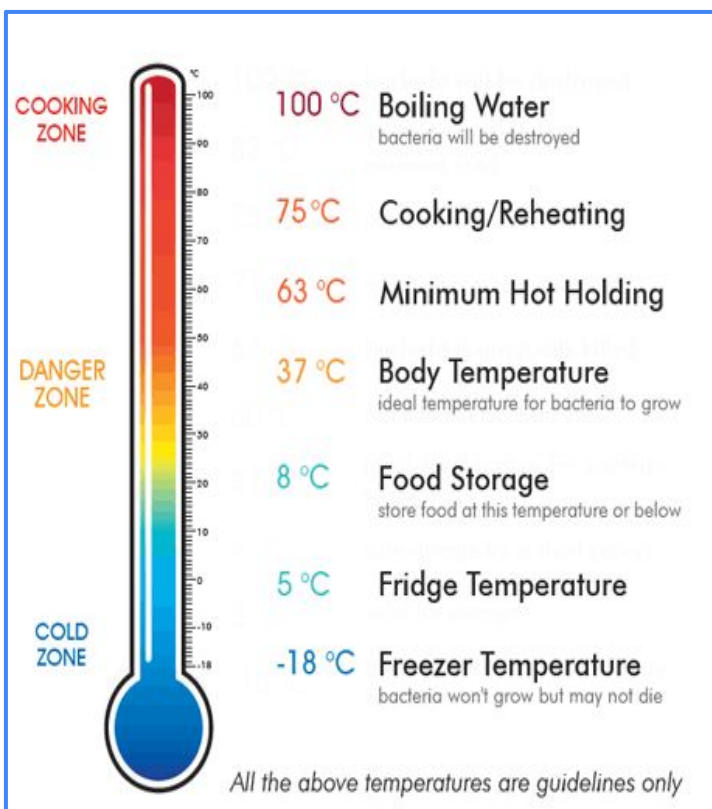 COOKING
ZONE
°C
100
90
80
70
60
50
40
30
20
10
0
-10
-18
DANGER
ZONE
COLD
ZONE
100 °C Boiling Water
bacteria will be destroyed
75 °C Cooking/Reheating
63 °C Minimum Hot Holding
37 °C Body Temperature
ideal temperature for bacteria to grow
8 °C Food Storage
store food at this temperature or below
5 °C Fridge Temperature
-18 °C Freezer Temperature
bacteria won't grow but may not die
All the above temperatures are guidelines only